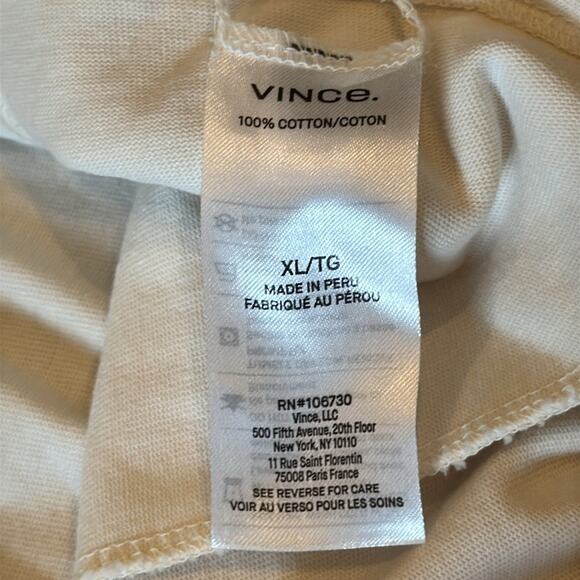 VINCE.
100% COTTON/COTON
XL/TG
MADE IN PERU
FABRIQUÉ AU PÉROU
RN#106730
Vince, LLC
500 Fifth Avenue, 20th Floor
New York, NY 10110
11 Rue Saint Florentin
75008 Paris France
SEE REVERSE FOR CARE
VOIR AU VERSO POUR LES SOINS